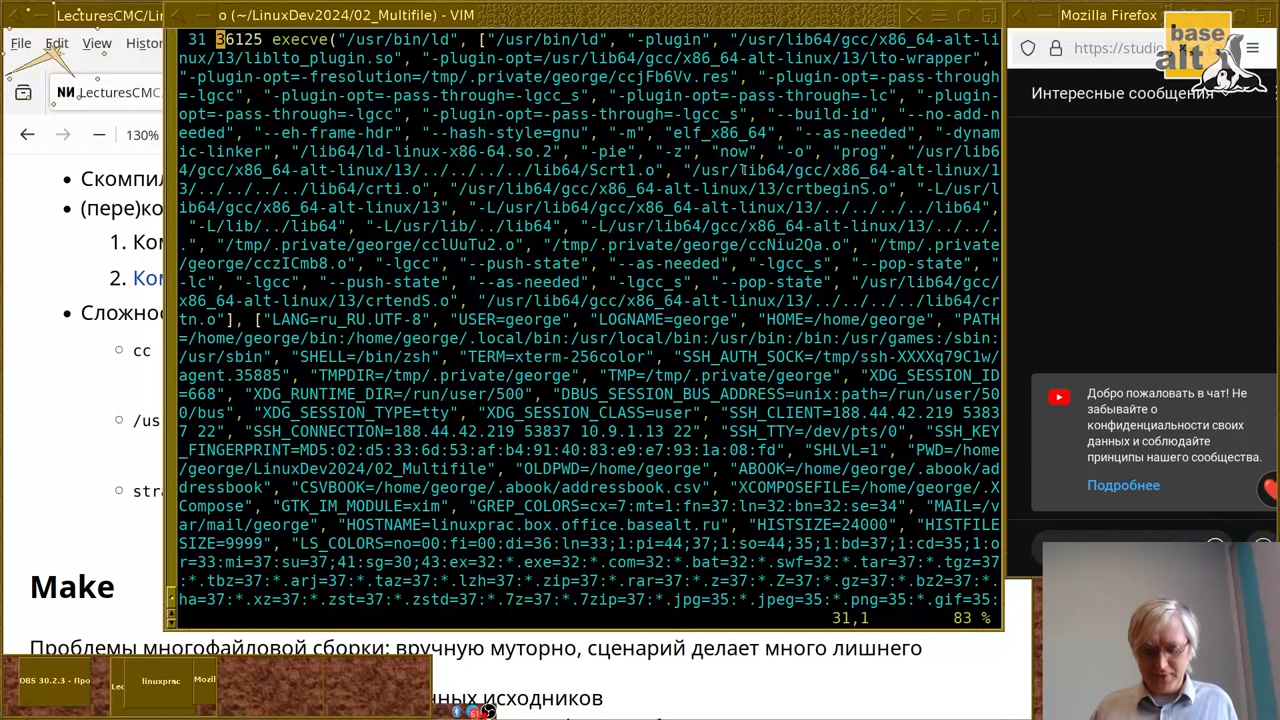 LecturesCMC/Lin
o (~/LinuxDev2024/02_Multifile) - VIM
Mozilla Firefox
File Edit View Histor
https://studio
base
alt
LecturesCMC
130%
Интересные сообщения
31 36125 execve("/usr/bin/ld", ["/usr/bin/ld", "-plugin", "/usr/lib64/gcc/x86_64-alt-li
nux/13/liblto_plugin.so", "-plugin-opt=/usr/lib64/gcc/x86_64-alt-linux/13/lto-wrapper",
"-plugin-opt=-fresolution=/tmp/.private/george/ccjFb6Vv.res", "-plugin-opt=-pass-through
=-lgcc", "-plugin-opt=-pass-through=-lgcc_s", "-plugin-opt=-pass-through=-lc", "-plugin-
opt=-pass-through=-lgcc", "-plugin-opt=-pass-through=-lgcc_s", "--build-id", "--no-add-n
eeded", "--eh-frame-hdr", "--hash-style=gnu", "-m", "elf_x86_64", "--as-needed", "-dynam
ic-linker", "/lib64/ld-linux-x86-64.so.2", "-pie", "-z", "now", "-o", "prog", "/usr/lib6
4/gcc/x86_64-alt-linux/13/../../../../lib64/Scrt1.o", "/usr/lib64/gcc/x86_64-alt-linux/1
3/../../../../lib64/crti.o", "/usr/lib64/gcc/x86_64-alt-linux/13/crtbeginS.o", "-L/usr/l
ib64/gcc/x86_64-alt-linux/13", "-L/usr/lib64/gcc/x86_64-alt-linux/13/../../../../lib64",
"-L/lib/../lib64", "-L/usr/lib/../lib64", "-L/usr/lib64/gcc/x86_64-alt-linux/13/../../.
.", "/tmp/.private/george/cclUuTu2.o", "/tmp/.private/george/ccNiu2Qa.o", "/tmp/.private
/george/cczICmb8.o", "-lgcc", "--push-state", "--as-needed", "-lgcc_s", "--pop-state", "
-lc", "-lgcc", "--push-state", "--as-needed", "-lgcc_s", "--pop-state", "/usr/lib64/gcc/
x86_64-alt-linux/13/crtendS.o", "/usr/lib64/gcc/x86_64-alt-linux/13/../../../../lib64/cr
tn.o"], ["LANG=ru_RU.UTF-8", "USER=george", "LOGNAME=george", "HOME=/home/george", "PATH
=/home/george/bin:/home/george/.local/bin:/usr/local/bin:/usr/bin:/bin:/usr/games:/sbin:
/usr/sbin", "SHELL=/bin/zsh", "TERM=xterm-256color", "SSH_AUTH_SOCK=/tmp/ssh-XXXXq79C1w/
agent.35885", "TMPDIR=/tmp/.private/george", "TMP=/tmp/.private/george", "XDG_SESSION_ID
=668", "XDG_RUNTIME_DIR=/run/user/500", "DBUS_SESSION_BUS_ADDRESS=unix:path=/run/user/50
0/bus", "XDG_SESSION_TYPE=tty", "XDG_SESSION_CLASS=user", "SSH_CLIENT=188.44.42.219 5383
7 22", "SSH_CONNECTION=188.44.42.219 53837 10.9.1.13 22", "SSH_TTY=/dev/pts/0", "SSH_KEY
_FINGERPRINT=MD5:02:d5:33:6d:53:af:b4:91:40:83:e9:e7:93:1a:08:fd", "SHLVL=1", "PWD=/home
/george/LinuxDev2024/02_Multifile", "OLDPWD=/home/george", "ABOOK=/home/george/.abook/ad
dressbook", "CSVBOOK=/home/george/.abook/addressbook.csv", "XCOMPOSEFILE=/home/george/.X
Compose", "GTK_IM_MODULE=xim", "GREP_COLORS=cx=7:mt=1:fn=37:ln=32:bn=32:se=34", "MAIL=/v
ar/mail/george", "HOSTNAME=linuxprac.box.office.basealt.ru", "HISTSIZE=24000", "HISTFILE
SIZE=9999", "LS_COLORS=no=00:fi=00:di=36:ln=33;1:pi=44;37;1:so=44;35;1:bd=37;1:cd=35;1:o
r=33:mi=37:su=37;41:sg=30;43:ex=32:*.exe=32:*.com=32:*.bat=32:*.swf=32:*.tar=37:*.tgz=37
:*.tbz=37:*.arj=37:*.taz=37:*.lzh=37:*.zip=37:*.rar=37:*.z=37:*.Z=37:*.gz=37:*.bz2=37:*.
ha=37:*.xz=37:*.zst=37:*.zstd=37:*.7z=37:*.7zip=37:*.jpg=35:*.jpeg=35:*.png=35:*.gif=35:
31,1 83 %
Скомпил
(пере)ко
1. Ком
2. Ко
Сложнос
cc
/us
stra
Добро пожаловать в чат! Не
забывайте о
конфиденциальности своих
данных и соблюдайте
принципы нашего сообщества.
Подробнее
Make
Проблемы многофайловой сборки: вручную муторно, сценарий делает много лишнего
DBS 30.2.3 - Про
Lec
linuxprac
Mozil
нных исходников